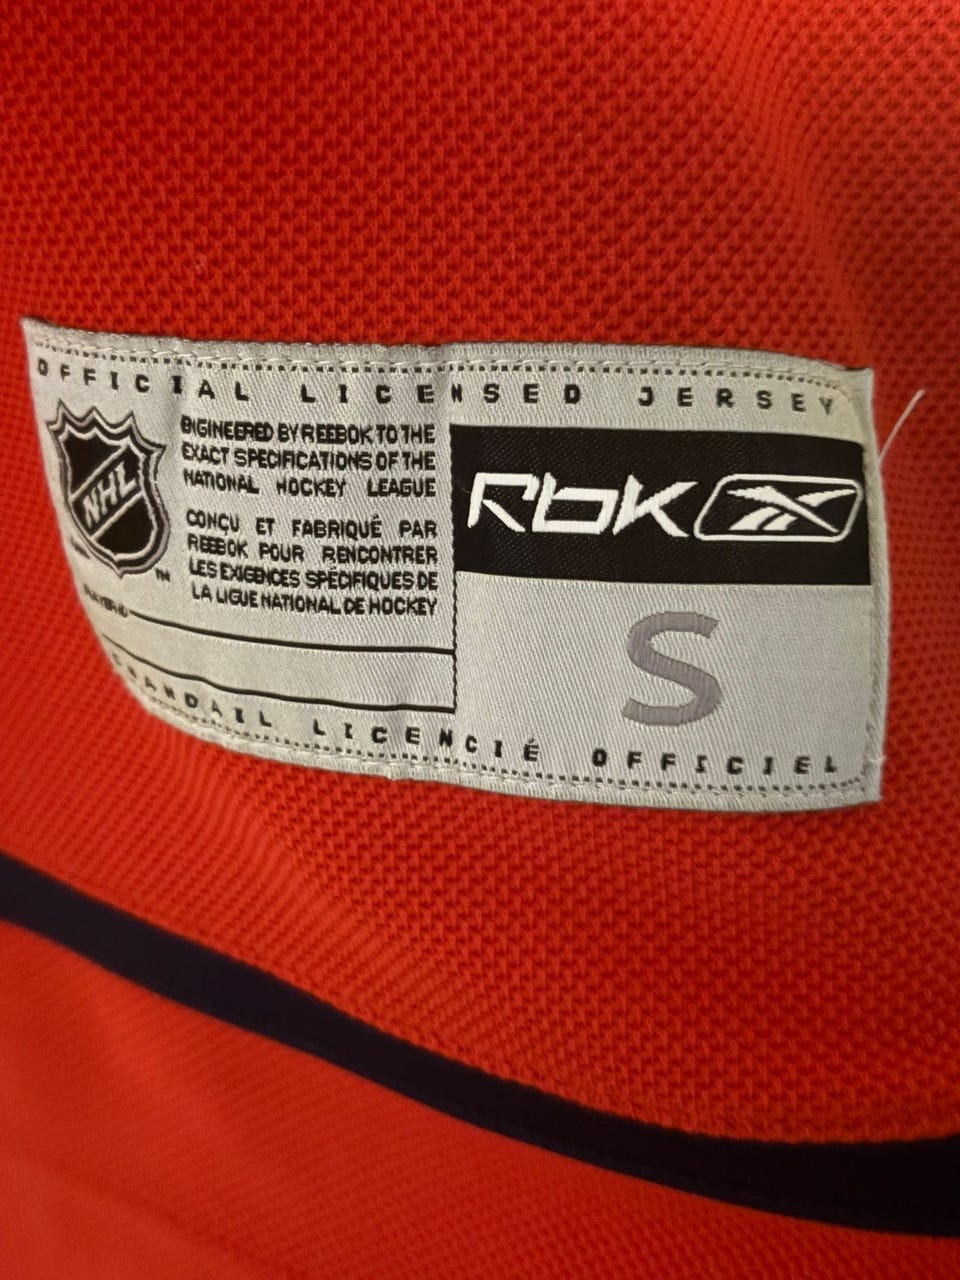 OFFICIAL LICENSED JERSEY
NHL
TM
ENGINEERED BY REEBOK TO THE
EXACT SPECIFICATIONS OF THE
NATIONAL HOCKEY LEAGUE
CONÇU ET FABRIQUÉ PAR
REEBOK POUR RENCONTRER
LES EXIGENCES SPÉCIFIQUES DE
LA LIGUE NATIONAL DE HOCKEY
Rbk
S
CHANDAIL LICENCIÉ OFFICIEL